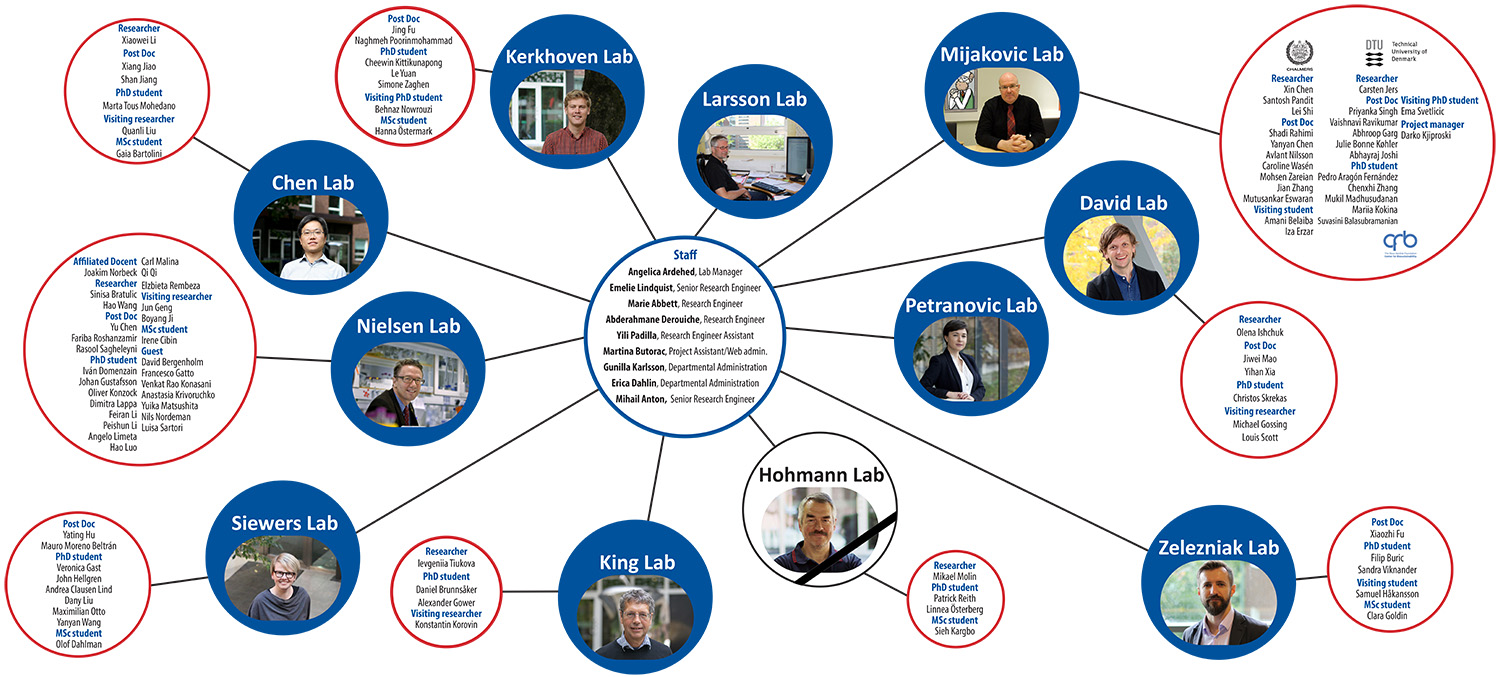 Researcher
Xiaowei Li
Post Doc
Xiang Jiao
Shan Jiang
PhD student
Marta Tous Mohedano
Visiting researcher
Quanli Liu
MSc student
Gaia Bartolini
Chen Lab
Post Doc
Jing Fu
Naghmeh Poorinmohammad
PhD student
Cheewin Kittikunapong
Le Yuan
Simone Zaghen
Visiting PhD student
Behnaz Nowrouzi
MSc student
Hanna Östermark
Kerkhoven Lab
Larsson Lab
Mijakovic Lab
CHALMERS
Researcher
Xin Chen
Santosh Pandit
Lei Shi
Post Doc
Shadi Rahimi
Yanyan Chen
Avlant Nilsson
Caroline Wasén
Mohsen Zareian
Jian Zhang
Mutusankar Eswaran
Visiting student
Amani Belaiba
Iza Erzar
DTU
Technical
University of
Denmark
Researcher
Carsten Jers
Post Doc
Priyanka Singh
Vaishnavi Ravikumar
Abhroop Garg
Julie Bonne Køhler
Abhayraj Joshi
PhD student
Pedro Aragón Fernández
Chenxhi Zhang
Mukil Madhusudanan
Mariia Kokina
Suvasini Balasubramanian
Visiting PhD student
Ema Svetlicic
Project manager
Darko Kjiproski
David Lab
Researcher
Olena Ishchuk
Post Doc
Jiwei Mao
Yihan Xia
PhD student
Christos Skrekas
Visiting researcher
Michael Gossing
Louis Scott
Petranovic Lab
Staff
Angelica Ardehed, Lab Manager
Emelie Lindquist, Senior Research Engineer
Marie Abbett, Research Engineer
Abderahmane Derouiche, Research Engineer
Yili Padilla, Research Engineer Assistant
Martina Butorac, Project Assistant/Web admin.
Gunilla Karlsson, Departmental Administration
Erica Dahlin, Departmental Administration
Mihail Anton, Senior Research Engineer
Nielsen Lab
Affiliated Docent
Joakim Norbeck
Researcher
Sinisa Bratulic
Hao Wang
Post Doc
Yu Chen
Fariba Roshanzamir
Rasool Saghaleyni
PhD student
Iván Domenzain
Johan Gustafsson
Oliver Konzock
Dimitra Lappa
Feiran Li
Peishun Li
Angelo Limeta
Hao Luo
Carl Malina
Qi Qi
Elzbieta Rembeza
Visiting researcher
Jun Geng
Boyang Ji
MSc student
Irene Cibin
Guest
David Bergenholm
Francesco Gatto
Venkat Rao Konasani
Anastasia Krivoruchko
Yuika Matsushita
Nils Nordeman
Luisa Sartori
Siewers Lab
Post Doc
Yating Hu
Mauro Moreno Beltrán
PhD student
Veronica Gast
John Hellgren
Andrea Clausen Lind
Dany Liu
Maximilian Otto
Yanyan Wang
MSc student
Olof Dahlman
King Lab
Researcher
Ievgeniia Tiukova
PhD student
Daniel Brunnsåker
Alexander Gower
Visiting researcher
Konstantin Korovin
Hohmann Lab
Researcher
Mikael Molin
PhD student
Patrick Reith
Linnea Österberg
MSc student
Sieh Kargbo
Zelezniak Lab
Post Doc
Xiaozhi Fu
PhD student
Filip Buric
Sandra Viknander
Visiting student
Samuel Håkansson
MSc student
Clara Goldin